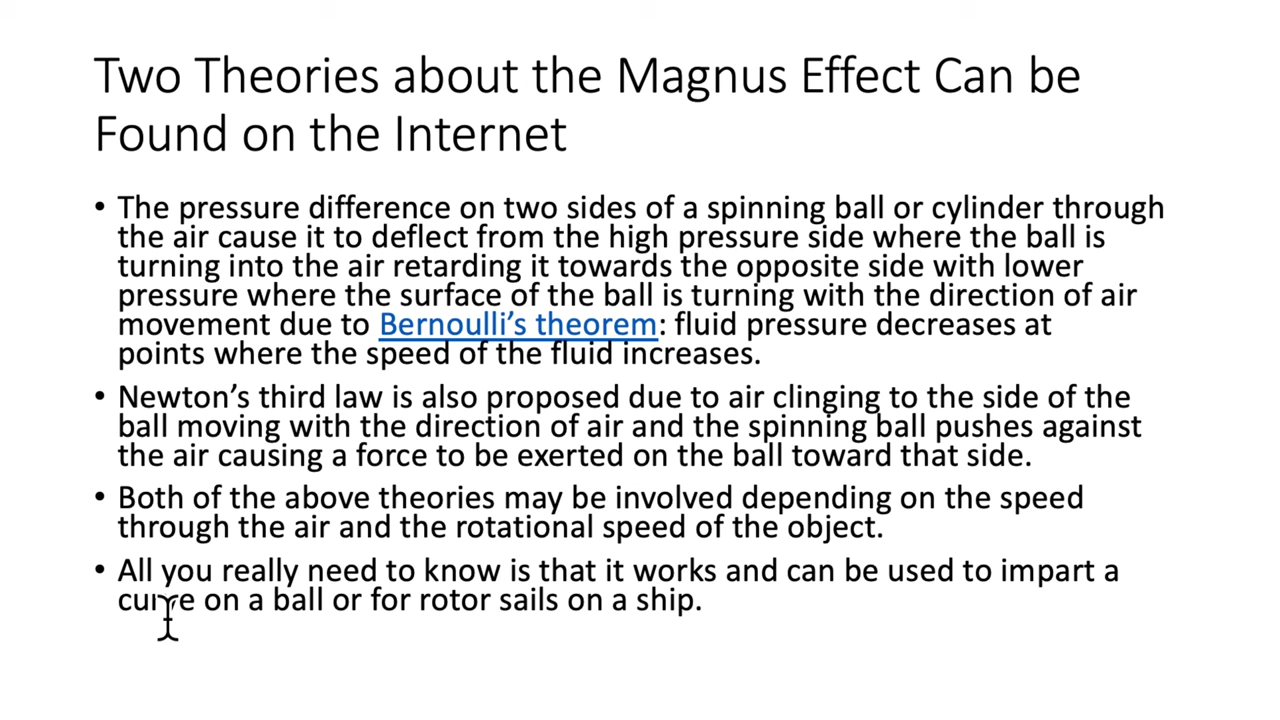 Two Theories about the Magnus Effect Can be
Found on the Internet
• The pressure difference on two sides of a spinning ball or cylinder through
the air cause it to deflect from the high pressure side where the ball is
turning into the air retarding it towards the opposite side with lower
pressure where the surface of the ball is turning with the direction of air
movement due to Bernoulli’s theorem: fluid pressure decreases at
points where the speed of the fluid increases.
• Newton’s third law is also proposed due to air clinging to the side of the
ball moving with the direction of air and the spinning ball pushes against
the air causing a force to be exerted on the ball toward that side.
• Both of the above theories may be involved depending on the speed
through the air and the rotational speed of the object.
• All you really need to know is that it works and can be used to impart a
curve on a ball or for rotor sails on a ship.